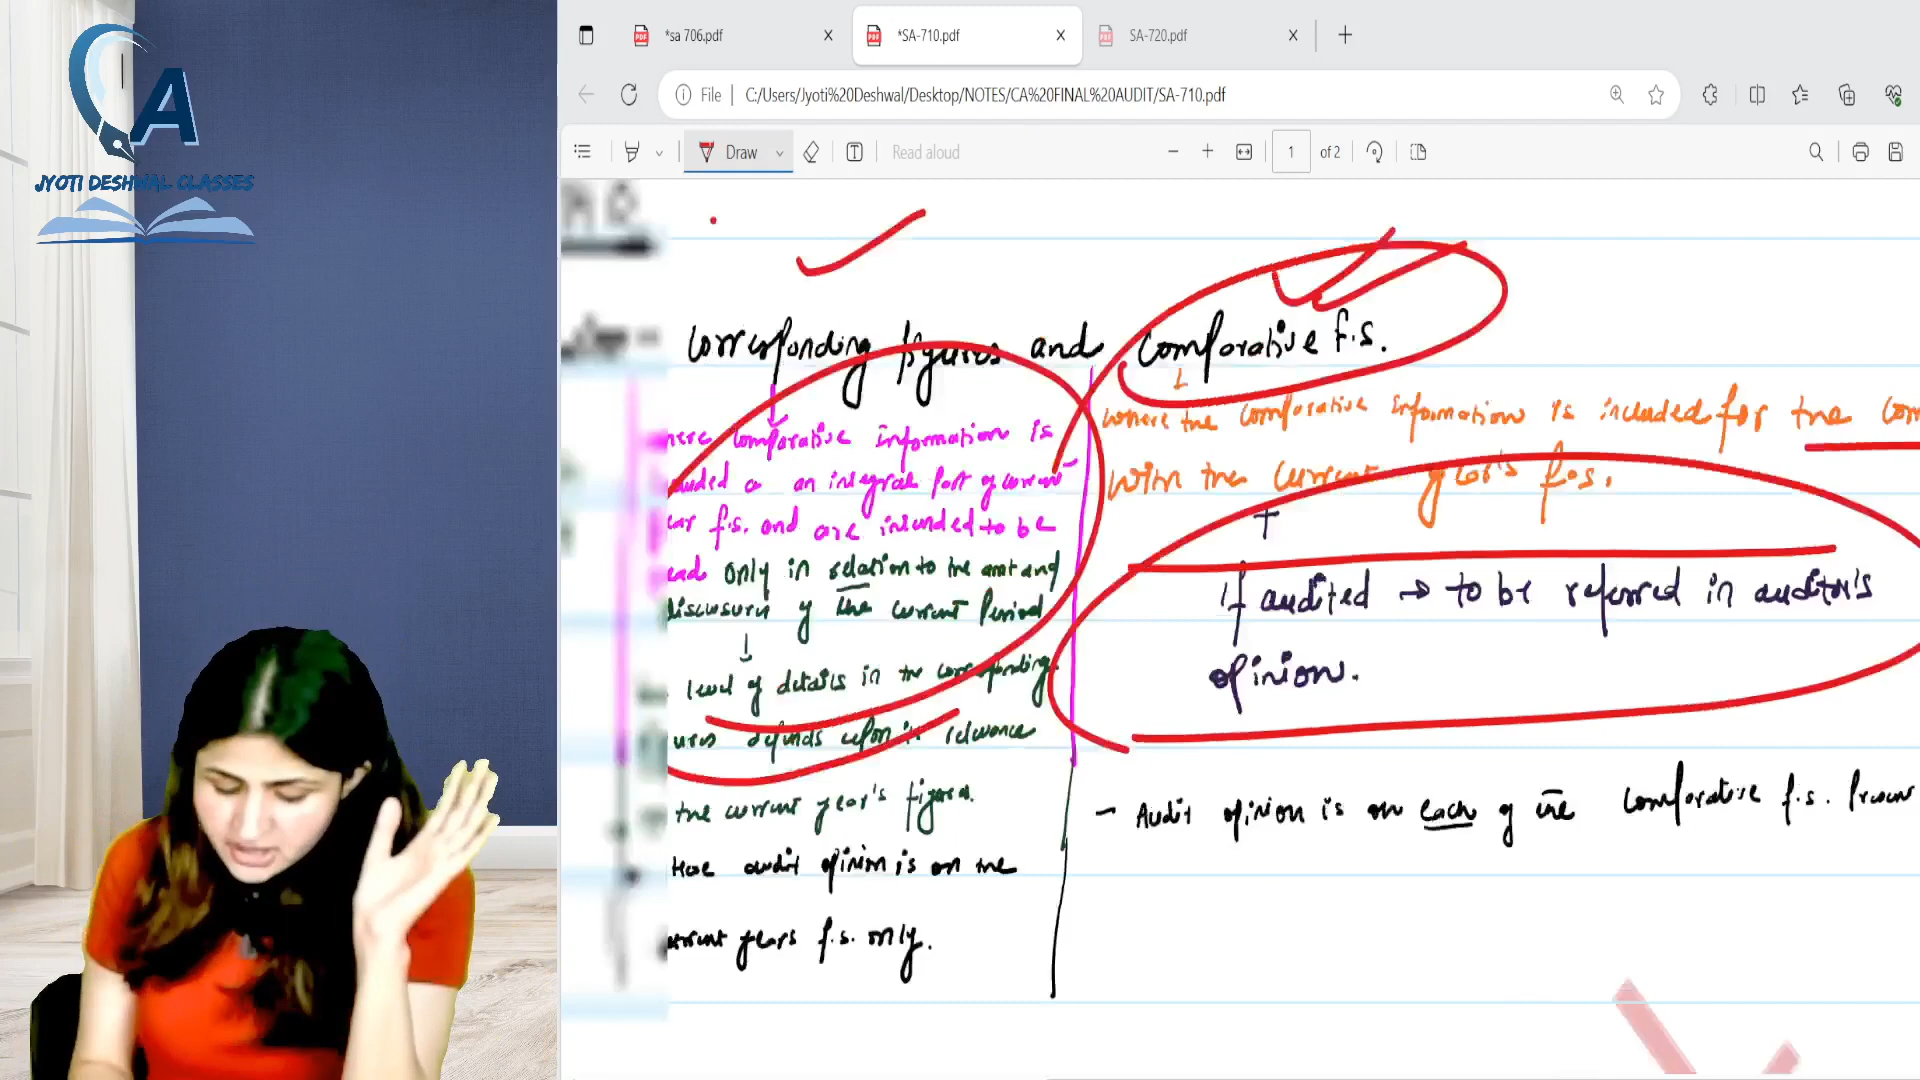 CA
JYOTI DESHWAL CLASSES
*sa 706.pdf
*SA-710.pdf
SA-720.pdf
File
C:/Users/Jyoti%20Deshwal/Desktop/NOTES/CA%20FINAL%20AUDIT/SA-710.pdf
Draw
Read aloud
1 of 2
Corresponding figures and Comparative f.s.
comparative information is
an integral part of current
f.s. and are intended to be
only in relation to the amt and
disclosures of the current period
level of details in the corresponding
depends upon its relevance
the current year's figures.
audit opinion is on the
years f.s. only.
where the comparative information is included for the com
with the current year's f.s.
+
If audited → to be referred in auditor's
opinion.
- Audit opinion is on each of the comparative f.s.